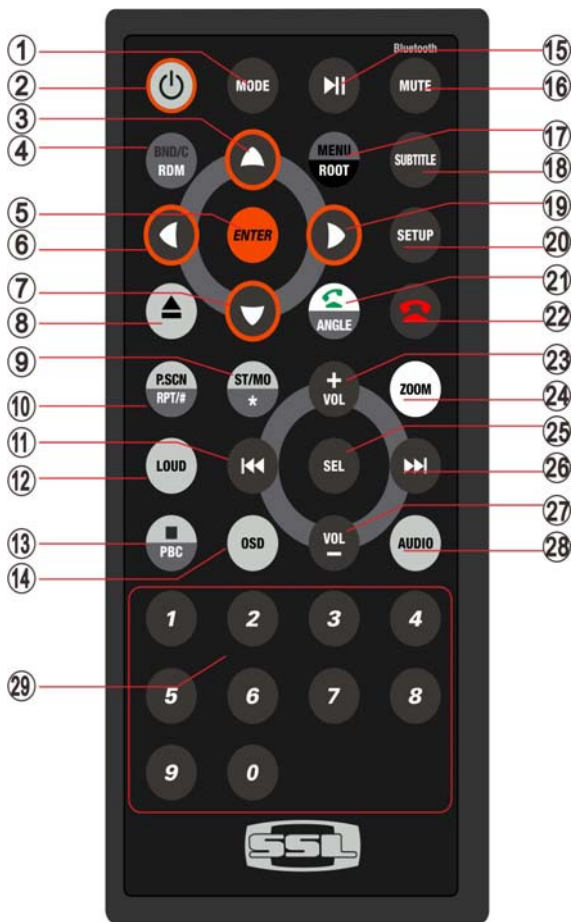 Bluetooth
1 MODE 15
2 MUTE 16
3 MENU 17
4 BND/C ROOT SUBTITLE 18
RDM
5 ENTER 19
6 SETUP 20
7 21
8 ANGLE 22
9 P.SCN ST/MO + 23
10 RPT/# * VOL ZOOM 24
11 25
12 LOUD SEL 26
13 27
PBC OSD VOL AUDIO 28
14 −
1 2 3 4
29 5 6 7 8
9 0
SSL